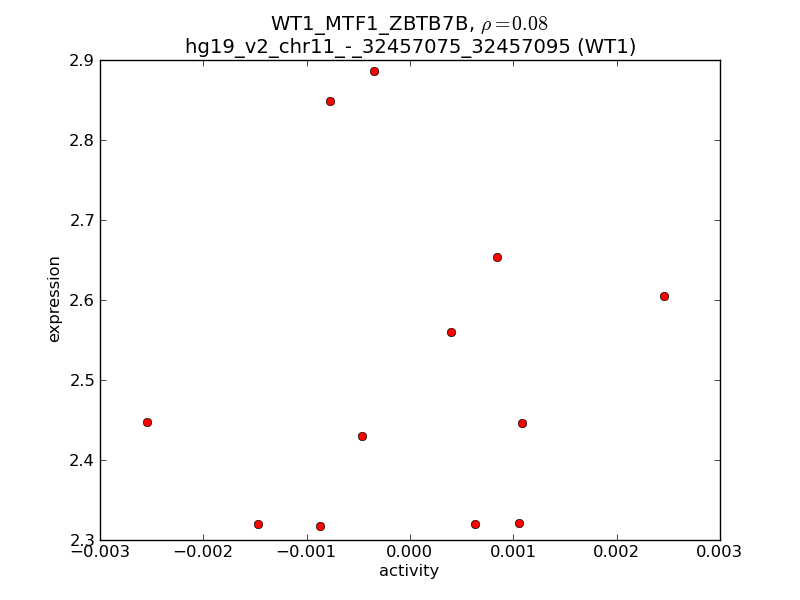 WT1_MTF1_ZBTB7B, ρ = 0.08
hg19_v2_chr11_-_32457075_32457095 (WT1)
2.9
2.8
2.7
2.6
2.5
2.4
2.3
expression
−0.003 −0.002 −0.001 0.000 0.001 0.002 0.003
activity